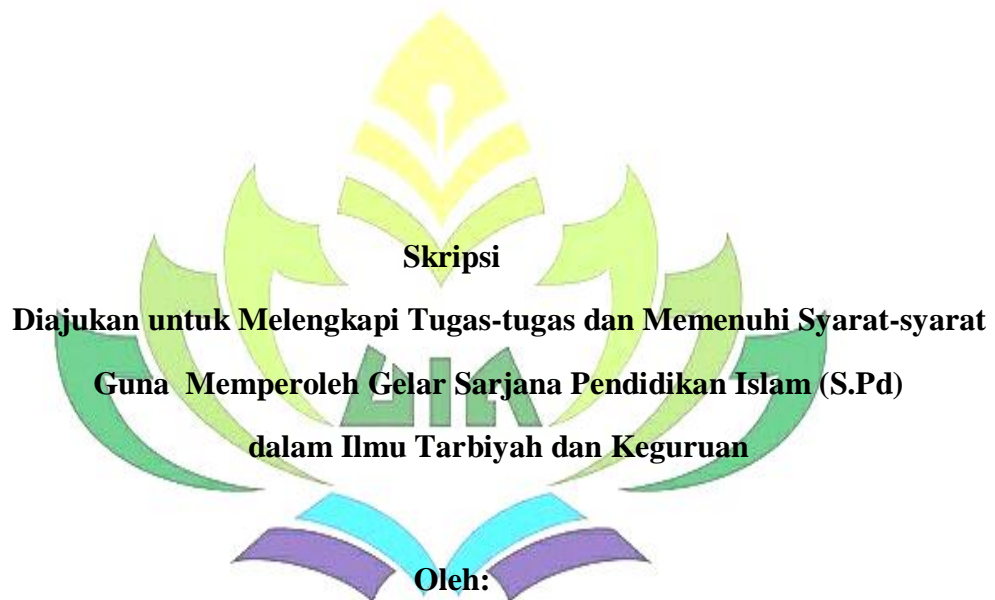 Skripsi
Diajukan untuk Melengkapi Tugas-tugas dan Memenuhi Syarat-syarat
Guna Memperoleh Gelar Sarjana Pendidikan Islam (S.Pd)
dalam Ilmu Tarbiyah dan Keguruan
Oleh: